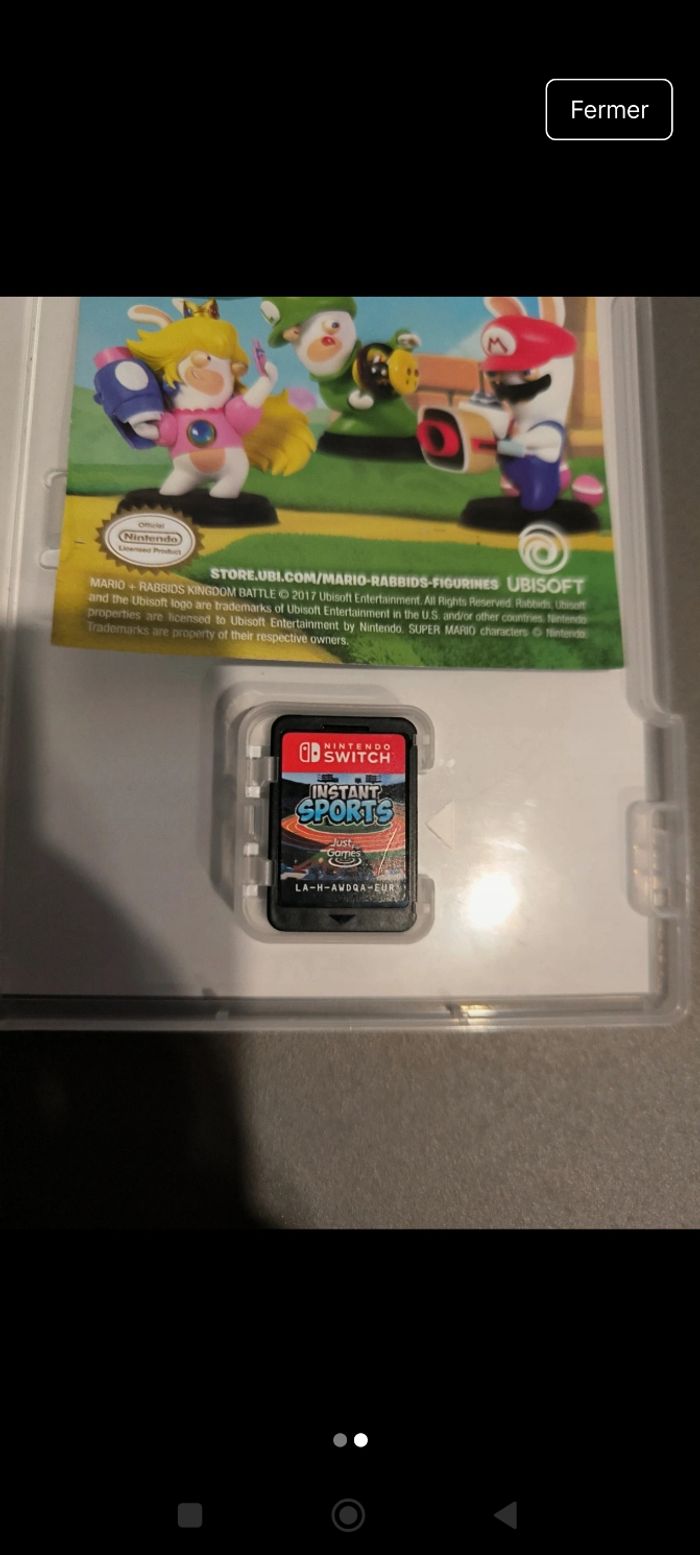 Fermer
M
Official
Nintendo
Licensed Product
STORE.UBI.COM/MARIO-RABBIDS-FIGURINES
UBISOFT
MARIO + RABBIDS KINGDOM BATTLE © 2017 Ubisoft Entertainment. All Rights Reserved. Rabbids, Ubisoft
and the Ubisoft logo are trademarks of Ubisoft Entertainment in the U.S. and/or other countries. Nintendo
properties are licensed to Ubisoft Entertainment by Nintendo. SUPER MARIO characters © Nintendo.
Trademarks are property of their respective owners.
NINTENDO
SWITCH
INSTANT
SPORTS
Just
Games
LA-H-AWDQA-EUR